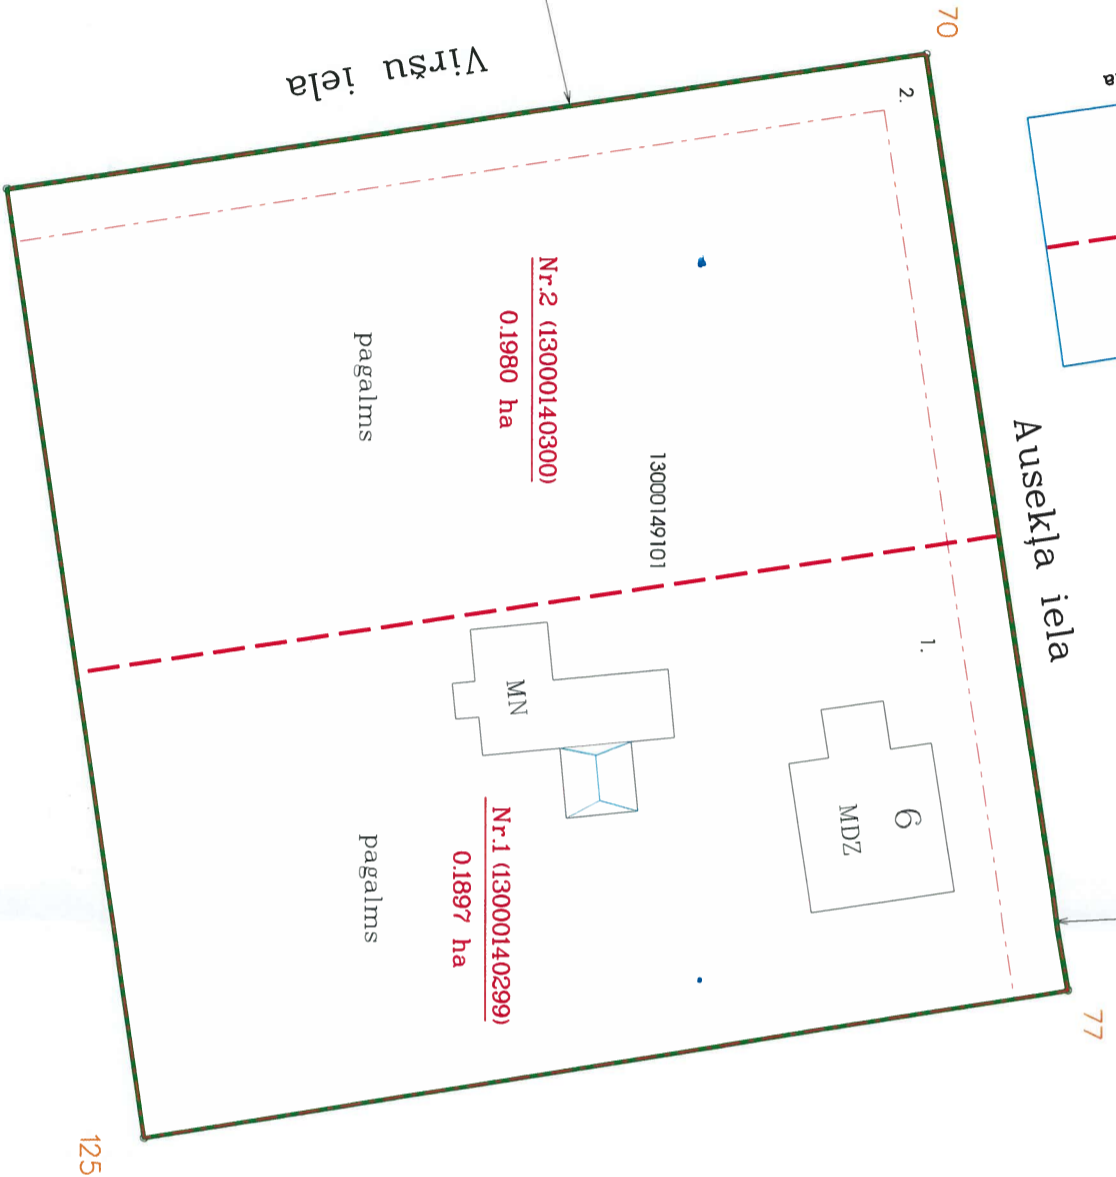 70
Viršu iela
2.
Ausekļa iela
Nr.2 (13000140300)
0.1980 ha
pagalms
13000149101
1.
MN
6
MDZ
Nr.1 (13000140299)
0.1897 ha
pagalms
77
125